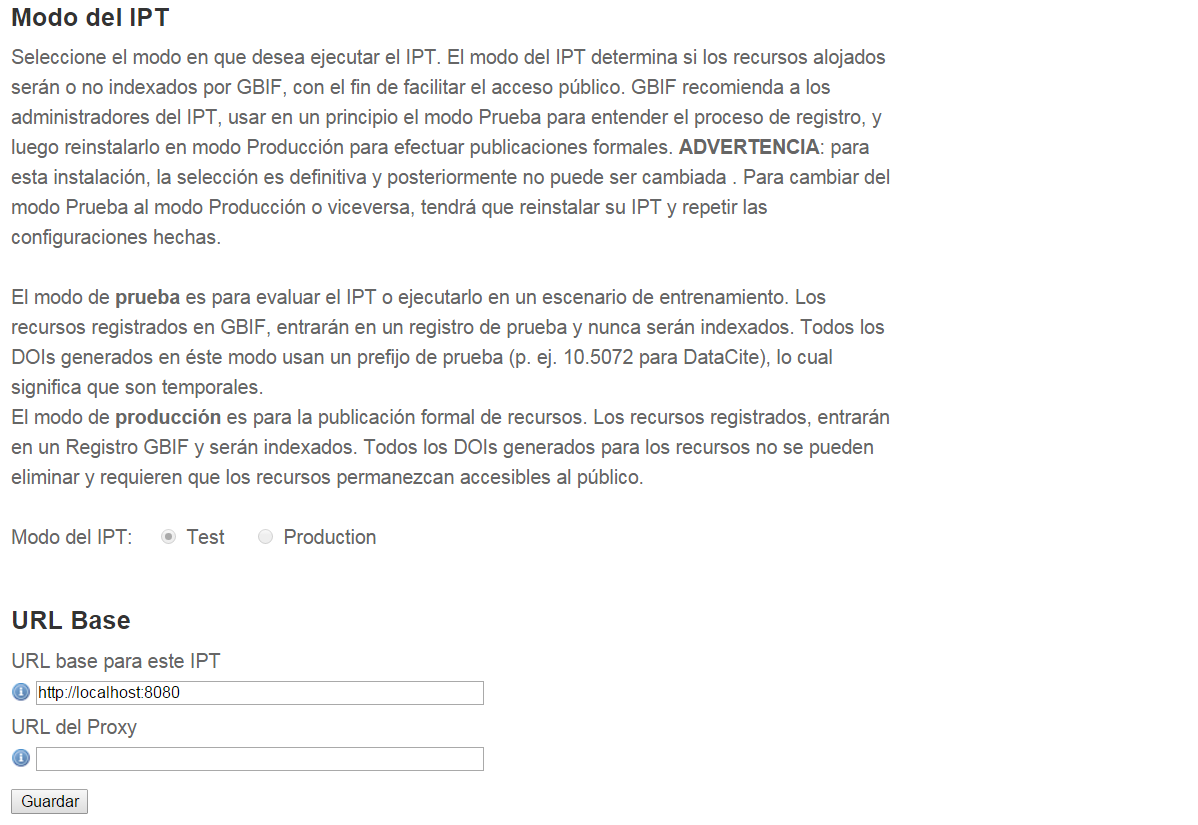 Modo del IPT
Seleccione el modo en que desea ejecutar el IPT. El modo del IPT determina si los recursos alojados
serán o no indexados por GBIF, con el fin de facilitar el acceso público. GBIF recomienda a los
administradores del IPT, usar en un principio el modo Prueba para entender el proceso de registro, y
luego reinstalarlo en modo Producción para efectuar publicaciones formales. ADVERTENCIA: para
esta instalación, la selección es definitiva y posteriormente no puede ser cambiada . Para cambiar del
modo Prueba al modo Producción o viceversa, tendrá que reinstalar su IPT y repetir las
configuraciones hechas.
El modo de prueba es para evaluar el IPT o ejecutarlo en un escenario de entrenamiento. Los
recursos registrados en GBIF, entrarán en un registro de prueba y nunca serán indexados. Todos los
DOIs generados en éste modo usan un prefijo de prueba (p. ej. 10.5072 para DataCite), lo cual
significa que son temporales.
El modo de producción es para la publicación formal de recursos. Los recursos registrados, entrarán
en un Registro GBIF y serán indexados. Todos los DOIs generados para los recursos no se pueden
eliminar y requieren que los recursos permanezcan accesibles al público.
Modo del IPT: Test Production
URL Base
URL base para este IPT
http://localhost:8080
URL del Proxy
Guardar